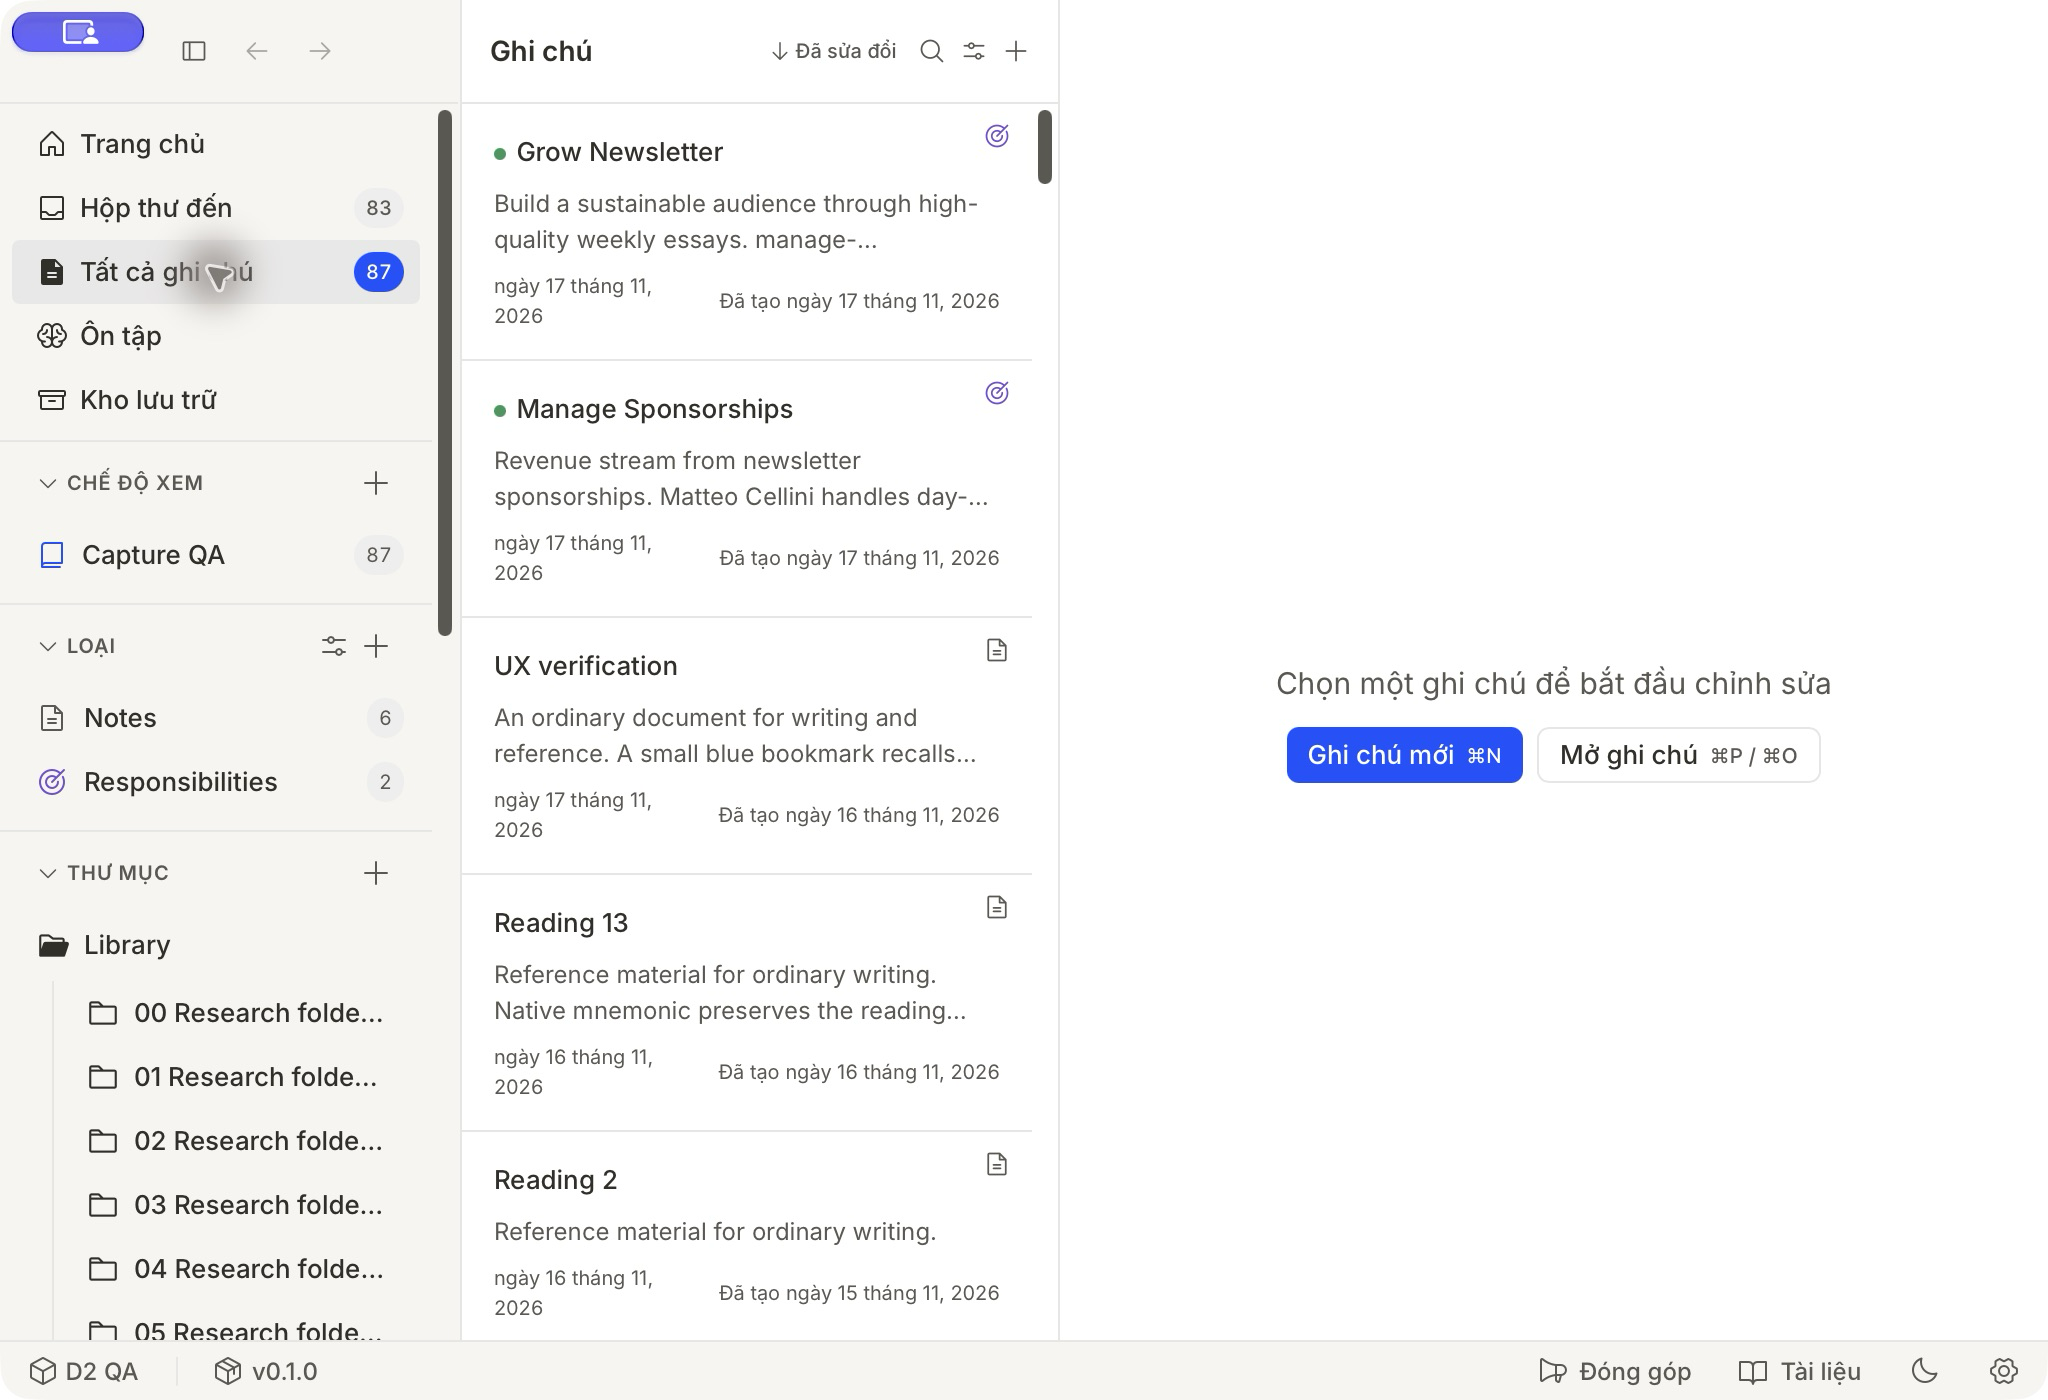 Trang chủ
Hộp thư đến 83
Tất cả ghi chú 87
Ôn tập
Kho lưu trữ
CHẾ ĐỘ XEM
Capture QA 87
LOẠI
Notes 6
Responsibilities 2
THƯ MỤC
Library
00 Research folde...
01 Research folde...
02 Research folde...
03 Research folde...
04 Research folde...
05 Research folde...
Ghi chú
Đã sửa đổi
Grow Newsletter
Build a sustainable audience through high-
quality weekly essays. manage-...
ngày 17 tháng 11,
2026
Đã tạo ngày 17 tháng 11, 2026
Manage Sponsorships
Revenue stream from newsletter
sponsorships. Matteo Cellini handles day-...
ngày 17 tháng 11,
2026
Đã tạo ngày 17 tháng 11, 2026
UX verification
An ordinary document for writing and
reference. A small blue bookmark recalls...
ngày 17 tháng 11,
2026
Đã tạo ngày 16 tháng 11, 2026
Reading 13
Reference material for ordinary writing.
Native mnemonic preserves the reading...
ngày 16 tháng 11,
2026
Đã tạo ngày 16 tháng 11, 2026
Reading 2
Reference material for ordinary writing.
ngày 16 tháng 11,
2026
Đã tạo ngày 15 tháng 11, 2026
Chọn một ghi chú để bắt đầu chỉnh sửa
Ghi chú mới ⌘N
Mở ghi chú ⌘P / ⌘O
D2 QA
v0.1.0
Đóng góp
Tài liệu